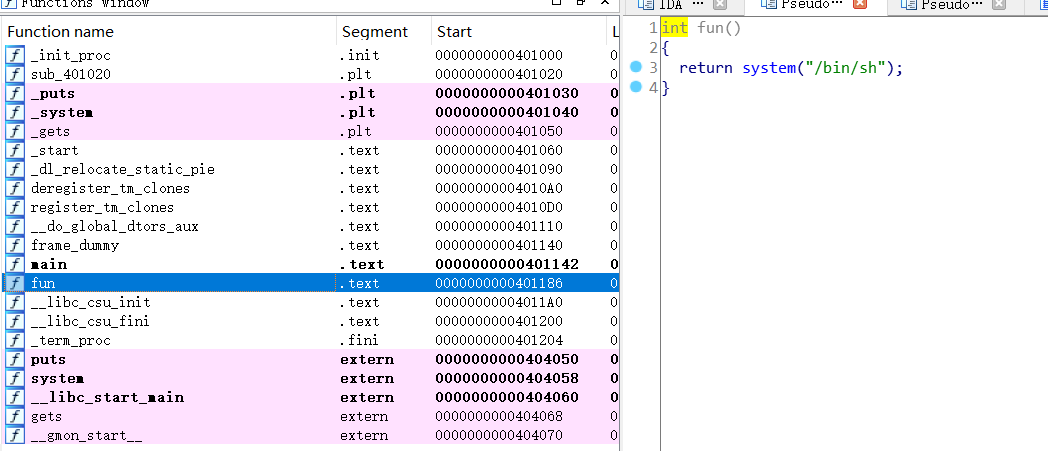 Functions window
IDA ···
Pseudo···
Pseudo···
Function name Segment Start L
f _init_proc .init 0000000000401000 0
f sub_401020 .plt 0000000000401020 0
f _puts .plt 0000000000401030 0
f _system .plt 0000000000401040 0
f _gets .plt 0000000000401050 0
f _start .text 0000000000401060 0
f _dl_relocate_static_pie .text 0000000000401090 0
f deregister_tm_clones .text 00000000004010A0 0
f register_tm_clones .text 00000000004010D0 0
f __do_global_dtors_aux .text 0000000000401110 0
f frame_dummy .text 0000000000401140 0
f main .text 0000000000401142 0
f fun .text 0000000000401186 0
f __libc_csu_init .text 00000000004011A0 0
f __libc_csu_fini .text 0000000000401200 0
f _term_proc .fini 0000000000401204 0
f puts extern 0000000000404050 0
f system extern 0000000000404058 0
f __libc_start_main extern 0000000000404060 0
f gets extern 0000000000404068 0
f __gmon_start__ extern 0000000000404070 0
1 int fun()
2 {
3 return system("/bin/sh");
4 }